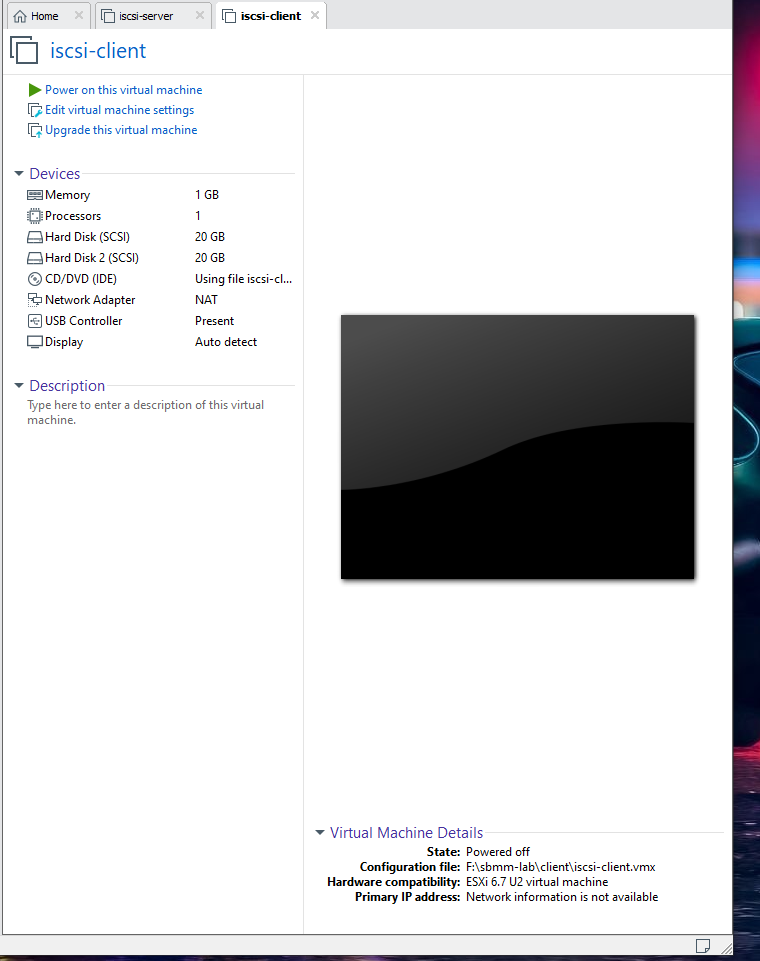 Home
iscsi-server
iscsi-client
iscsi-client
Power on this virtual machine
Edit virtual machine settings
Upgrade this virtual machine
Devices
Memory 1 GB
Processors 1
Hard Disk (SCSI) 20 GB
Hard Disk 2 (SCSI) 20 GB
CD/DVD (IDE) Using file iscsi-cl...
Network Adapter NAT
USB Controller Present
Display Auto detect
Description
Type here to enter a description of this virtual
machine.
Virtual Machine Details
State: Powered off
Configuration file: F:\sbmm-lab\client\iscsi-client.vmx
Hardware compatibility: ESXi 6.7 U2 virtual machine
Primary IP address: Network information is not available